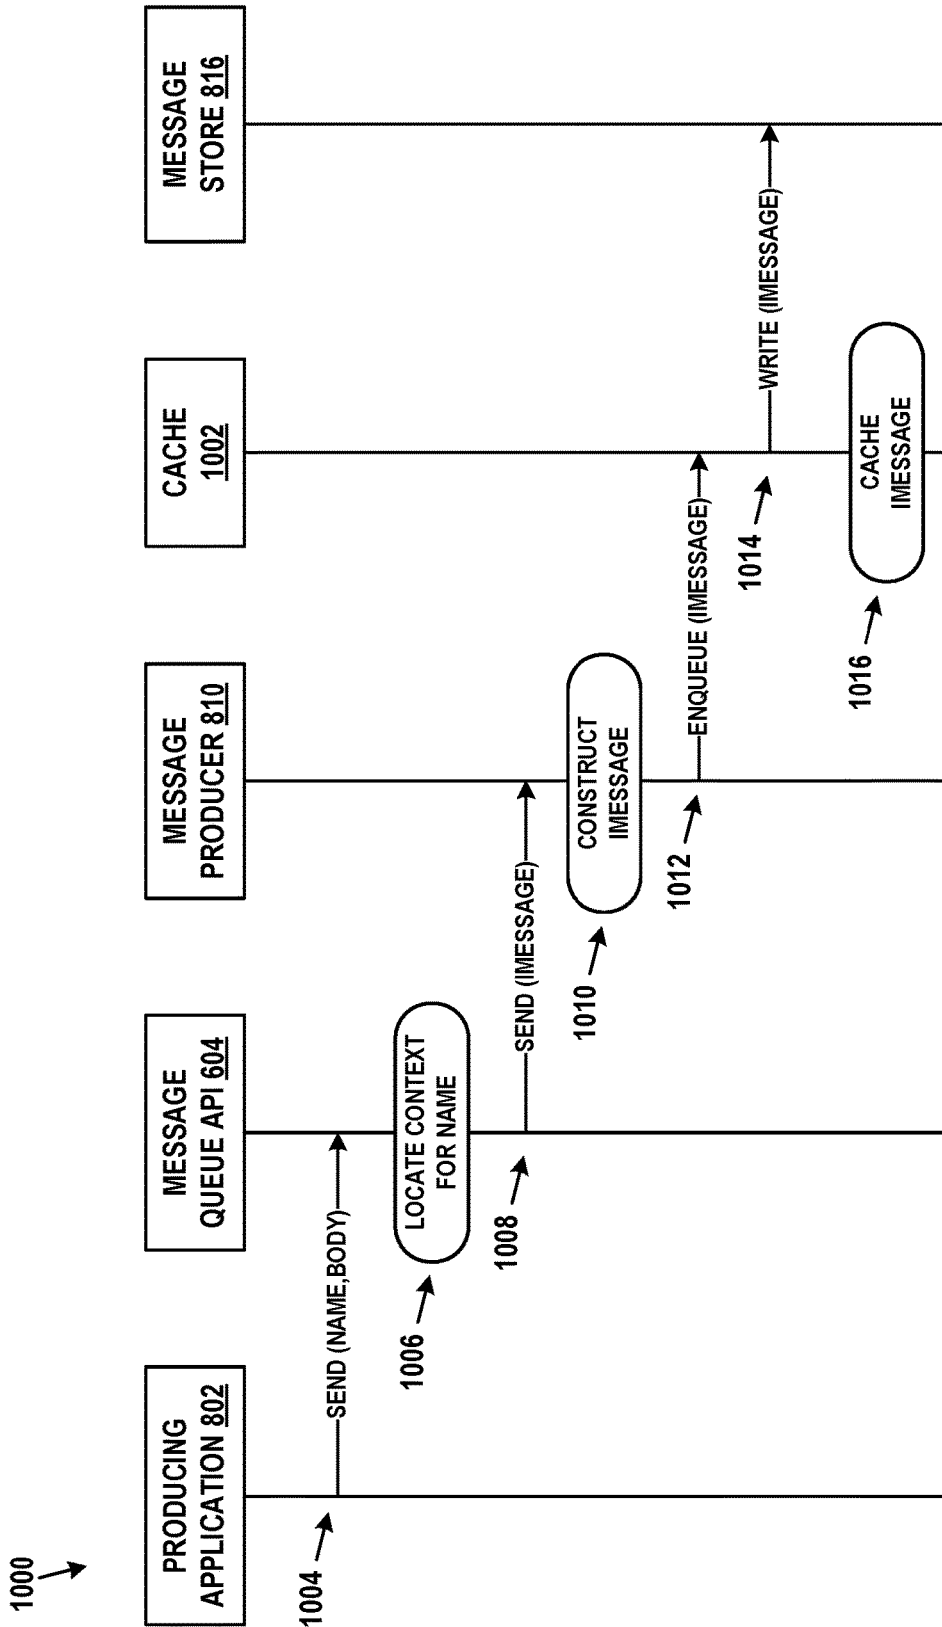 1000
PRODUCING
APPLICATION 802
MESSAGE
QUEUE API 604
MESSAGE
PRODUCER 810
CACHE
1002
MESSAGE
STORE 816
1004
SEND (NAME,BODY)
1006
LOCATE CONTEXT
FOR NAME
1008
SEND (IMESSAGE)
1010
CONSTRUCT
IMESSAGE
1012
ENQUEUE (IMESSAGE)
1014
WRITE (IMESSAGE)
1016
CACHE
IMESSAGE